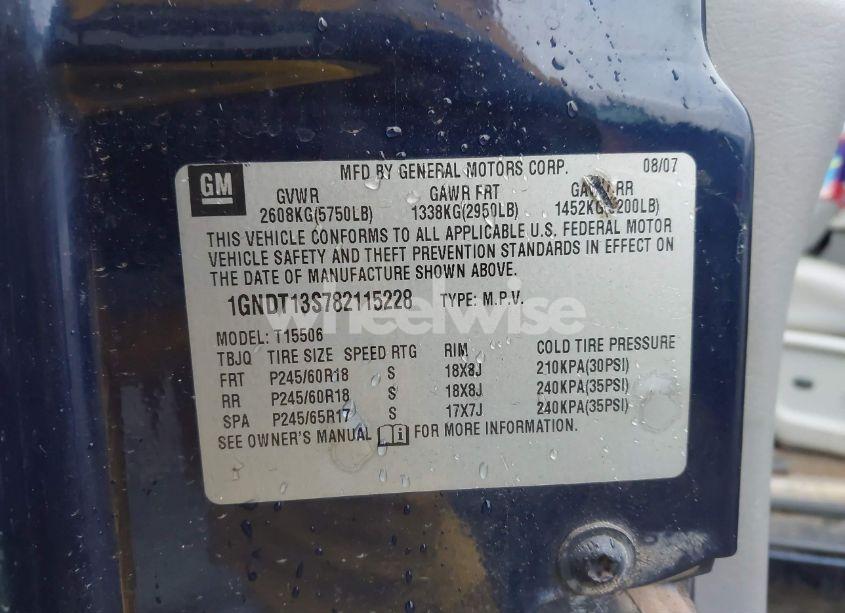 GM
MFD BY GENERAL MOTORS CORP. 08/07
GVWR GAWR FRT RR
2608KG(5750LB) 1338KG(2950LB) 1452KG
THIS VEHICLE CONFORMS TO ALL APPLICABLE U.S. FEDERAL MOTOR
VEHICLE SAFETY AND THEFT PREVENTION STANDARDS IN EFFECT ON
THE DATE OF MANUFACTURE SHOWN ABOVE.
1GNDT13S782115228 TYPE: M.P.V.
wheelwise
MODEL: T15506
TBJQ TIRE SIZE SPEED RTG RIM COLD TIRE PRESSURE
FRT P245/60R18 S 18X8J 210KPA(30PSI)
RR P245/60R18 S 18X8J 240KPA(35PSI)
SPA P245/65R17 S 17X7J 240KPA(35PSI)
SEE OWNER'S MANUAL i FOR MORE INFORMATION.